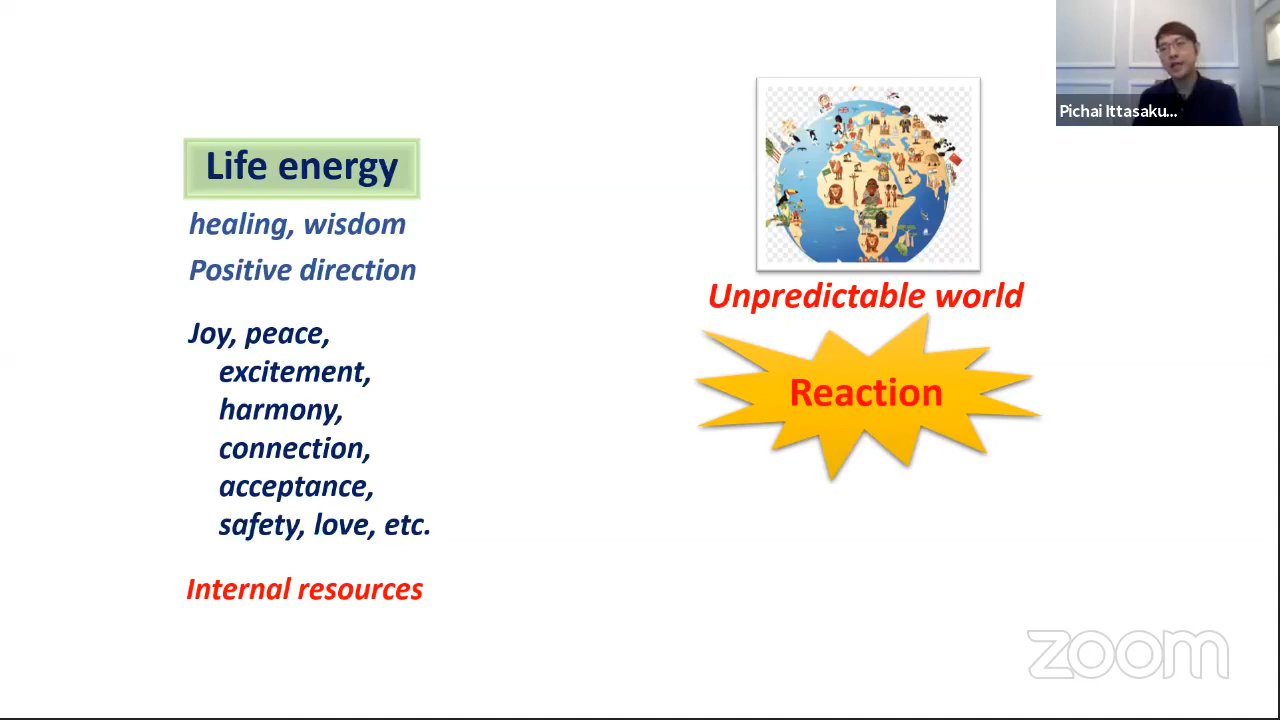 Pichai Ittasaku...
Life energy
healing, wisdom
Positive direction
Joy, peace,
excitement,
harmony,
connection,
acceptance,
safety, love, etc.
Internal resources
Unpredictable world
Reaction
zoom